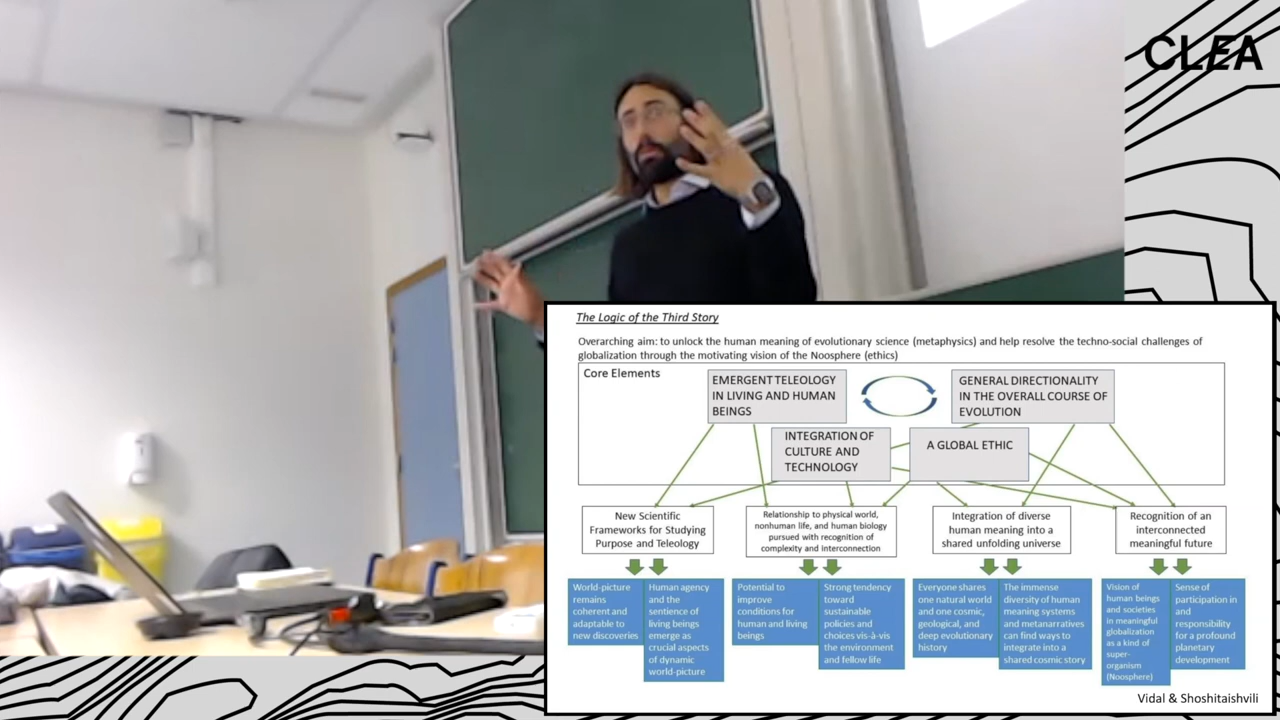 CLEA
The Logic of the Third Story
Overarching aim: to unlock the human meaning of evolutionary science (metaphysics) and help resolve the techno-social challenges of
globalization through the motivating vision of the Noosphere (ethics)
Core Elements
EMERGENT TELEOLOGY
IN LIVING AND HUMAN
BEINGS
GENERAL DIRECTIONALITY
IN THE OVERALL COURSE OF
EVOLUTION
INTEGRATION OF
CULTURE AND
TECHNOLOGY
A GLOBAL ETHIC
New Scientific
Frameworks for Studying
Purpose and Teleology
Relationship to physical world,
nonhuman life, and human biology
pursued with recognition of
complexity and interconnection
Integration of diverse
human meaning into a
shared unfolding universe
Recognition of an
interconnected
meaningful future
World-picture
remains
coherent and
adaptable to
new discoveries
Human agency
and the
sentience of
living beings
emerge as
crucial aspects
of dynamic
world-picture
Potential to
improve
conditions for
human and living
beings
Strong tendency
toward
sustainable
policies and
choices vis-à-vis
the environment
and fellow life
Everyone shares
one natural world
and one cosmic,
geological, and
deep evolutionary
history
The immense
diversity of human
meaning systems
and metanarratives
can find ways to
integrate into a
shared cosmic story
Vision of
human beings
and societies
in meaningful
globalization
as a kind of
super-
organism
(Noosphere)
Sense of
participation in
and
responsibility
for a profound
planetary
development
Vidal & Shoshitaishvili